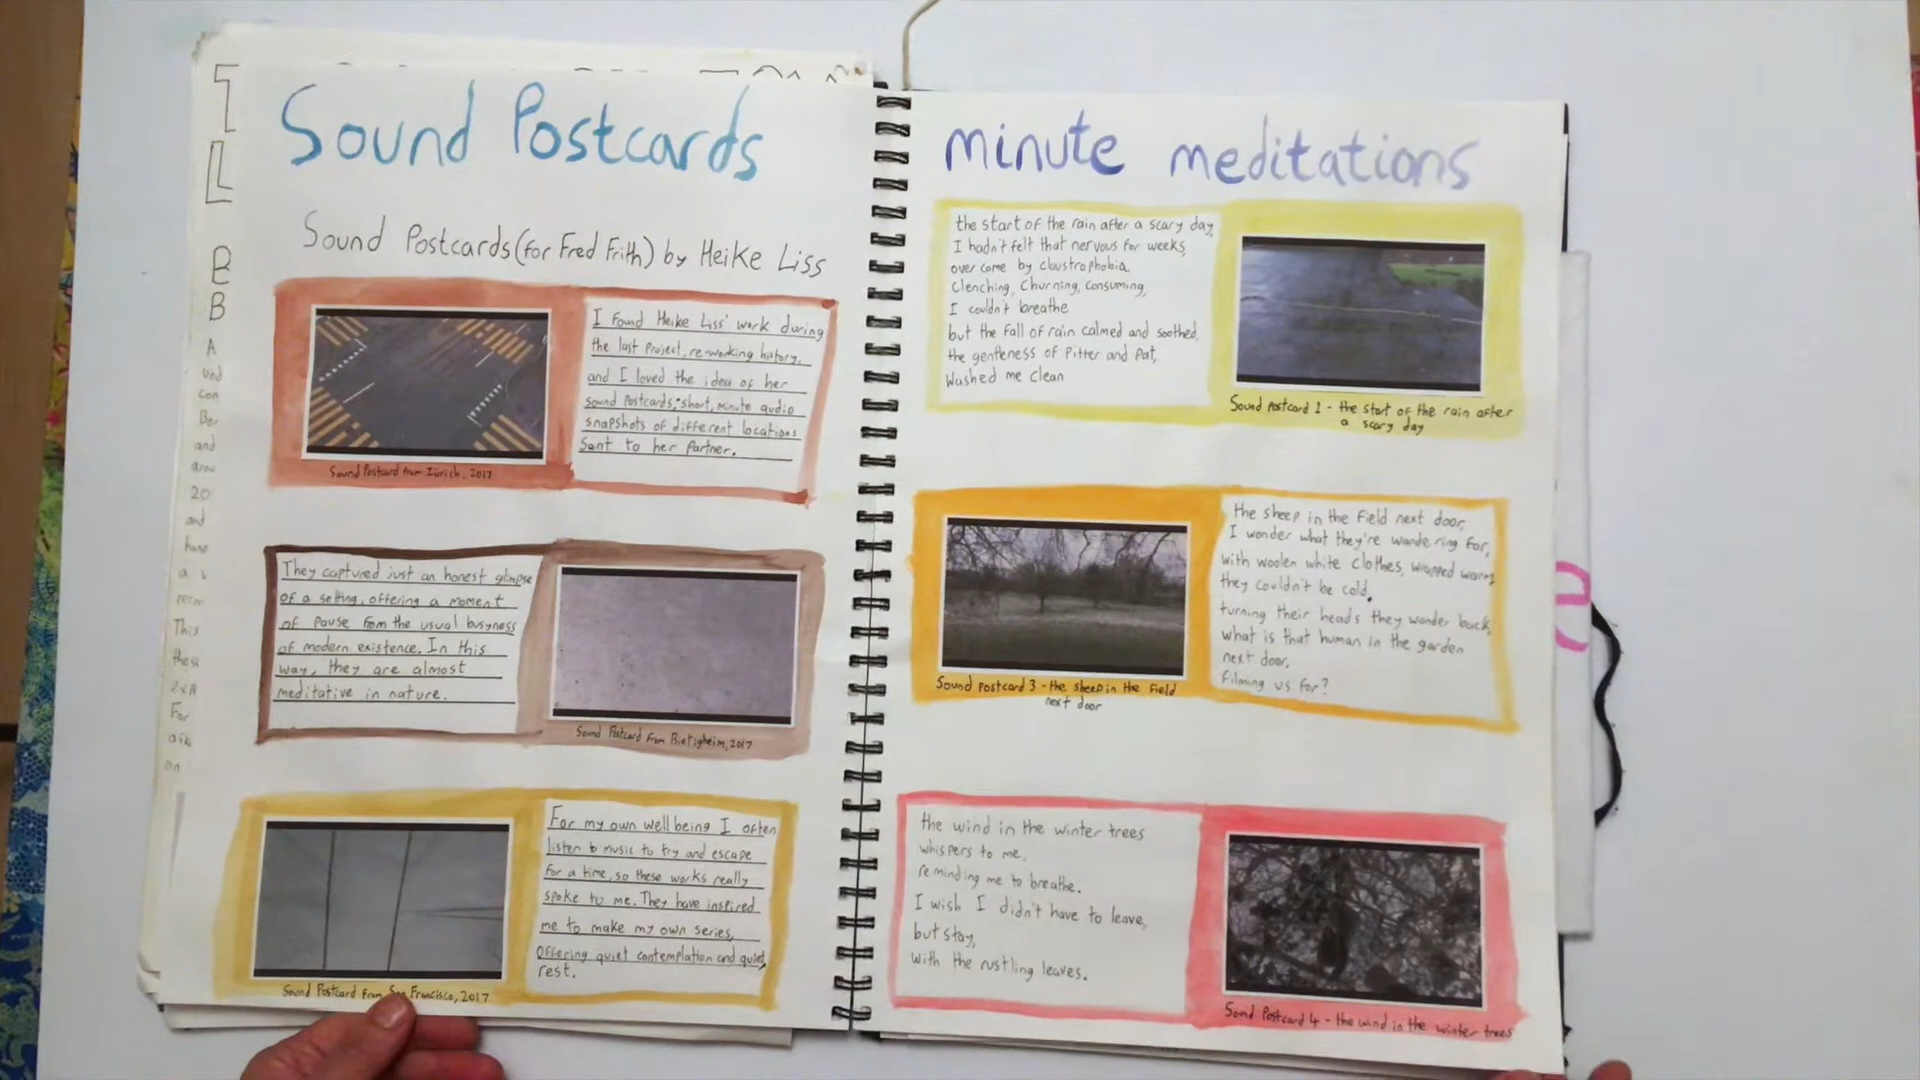 Sound Postcards
Sound Postcards (for Fred Frith) by Heike Liss
I found Heike Liss' work during
the last project, re-working history,
and I loved the idea of her
sound postcards; short, minute audio
snapshots of different locations
sent to her partner.
Sound Postcard from Zürich, 2017
They captured just an honest glimpse
of a setting, offering a moment
of pause from the usual busyness
of modern existence. In this
way, they are almost
meditative in nature.
Sound Postcard from Bietigheim, 2017
For my own wellbeing I often
listen to music to try and escape
for a time, so these works really
spoke to me. They have inspired
me to make my own series,
offering quiet contemplation and quiet
rest.
Sound Postcard from San Francisco, 2017
minute meditations
the start of the rain after a scary day,
I hadn't felt that nervous for weeks,
over come by claustrophobia
clenching, churning, consuming,
I couldn't breathe
but the fall of rain calmed and soothed,
the gentleness of pitter and pat,
washed me clean
Sound postcard 1 - the start of the rain after
a scary day
the sheep in the field next door,
I wonder what they're wandering for,
with woolen white clothes, wrapped warm,
they couldn't be cold.
turning their heads they wonder back,
what is that human in the garden
next door,
filming us for?
Sound postcard 3 - the sheep in the field
next door
the wind in the winter trees
whispers to me,
reminding me to breathe.
I wish I didn't have to leave,
but stay,
with the rustling leaves.
Sound Postcard 4 - the wind in the winter trees